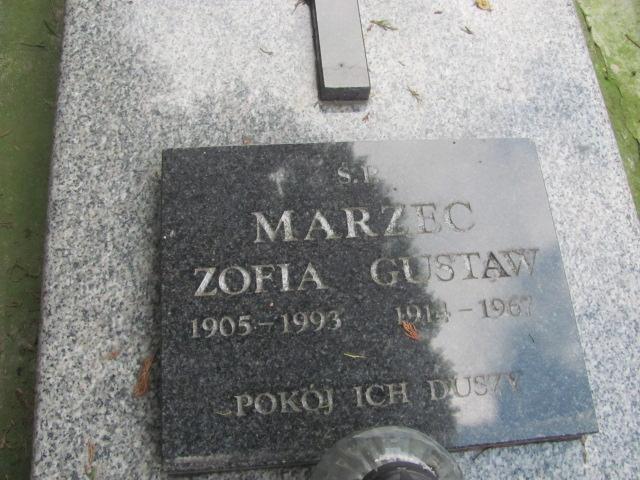 Ś.P.
MARZEC
ZOFIA GUSTAW
1905-1993 1914-1967
POKÓJ ICH DUSZY